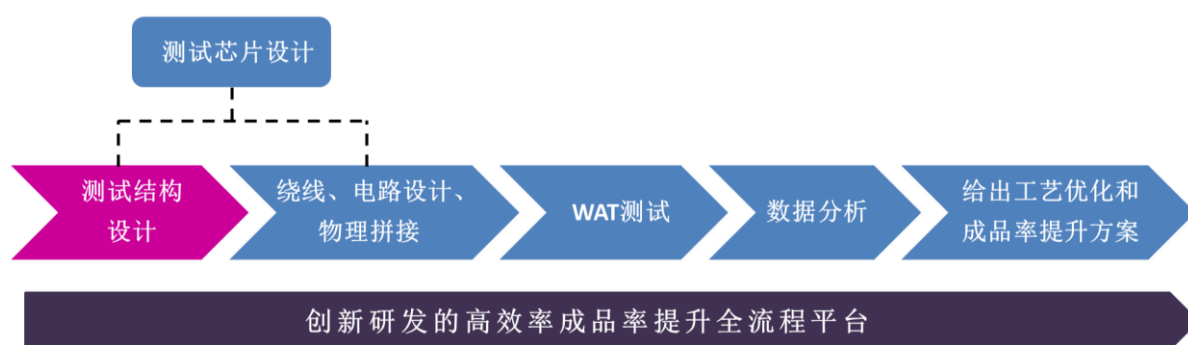 测试芯片设计
测试结构
设计
绕线、电路设计、
物理拼接
WAT测试
数据分析
给出工艺优化和
成品率提升方案
创新研发的高效率成品率提升全流程平台